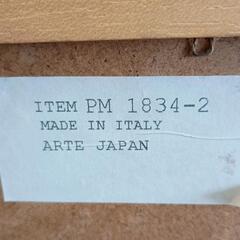 ITEM PM 1834-2
MADE IN ITALY
ARTE JAPAN